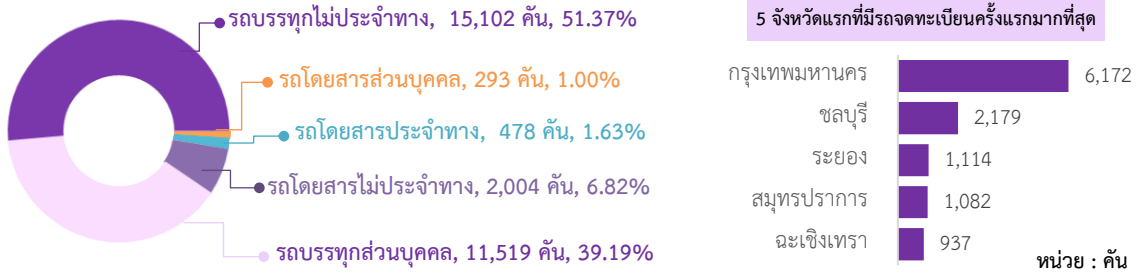 รถบรรทุกไม่ประจำทาง, 15,102 คัน, 51.37%
รถโดยสารส่วนบุคคล, 293 คัน, 1.00%
รถโดยสารประจำทาง, 478 คัน, 1.63%
รถโดยสารไม่ประจำทาง, 2,004 คัน, 6.82%
รถบรรทุกส่วนบุคคล, 11,519 คัน, 39.19%
5 จังหวัดแรกที่มีรถจดทะเบียนครั้งแรกมากที่สุด
กรุงเทพมหานคร 6,172
ชลบุรี 2,179
ระยอง 1,114
สมุทรปราการ 1,082
ฉะเชิงเทรา 937
หน่วย : คัน